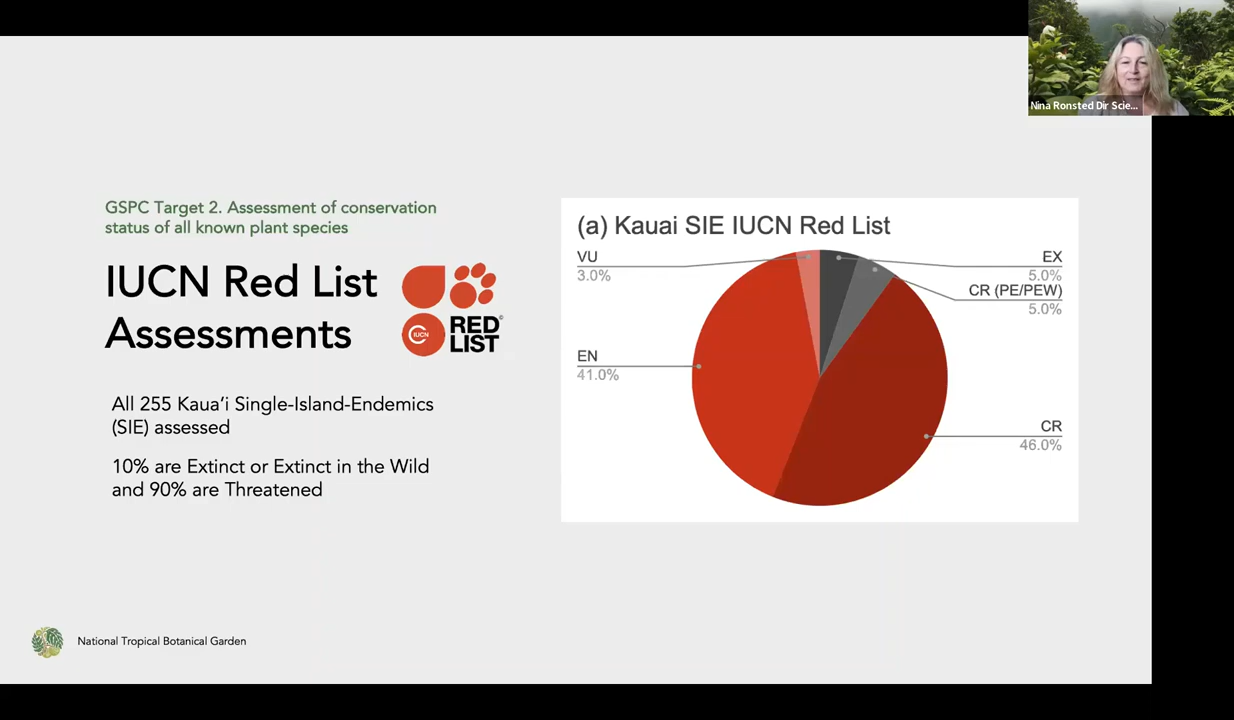 Nina Ronsted Dir Scie...
GSPC Target 2. Assessment of conservation
status of all known plant species
IUCN Red List
Assessments
IUCN
RED
LIST
©
All 255 Kaua‘i Single-Island-Endemics
(SIE) assessed
10% are Extinct or Extinct in the Wild
and 90% are Threatened
(a) Kauai SIE IUCN Red List
VU
3.0%
EX
5.0%
CR (PE/PEW)
5.0%
EN
41.0%
CR
46.0%
National Tropical Botanical Garden